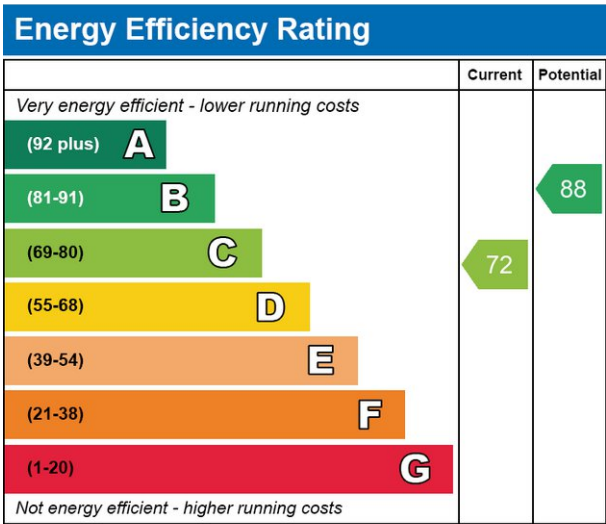 Energy Efficiency Rating
Current Potential
Very energy efficient - lower running costs
(92 plus) A
(81-91) B
88
(69-80) C
72
(55-68) D
(39-54) E
(21-38) F
(1-20) G
Not energy efficient - higher running costs